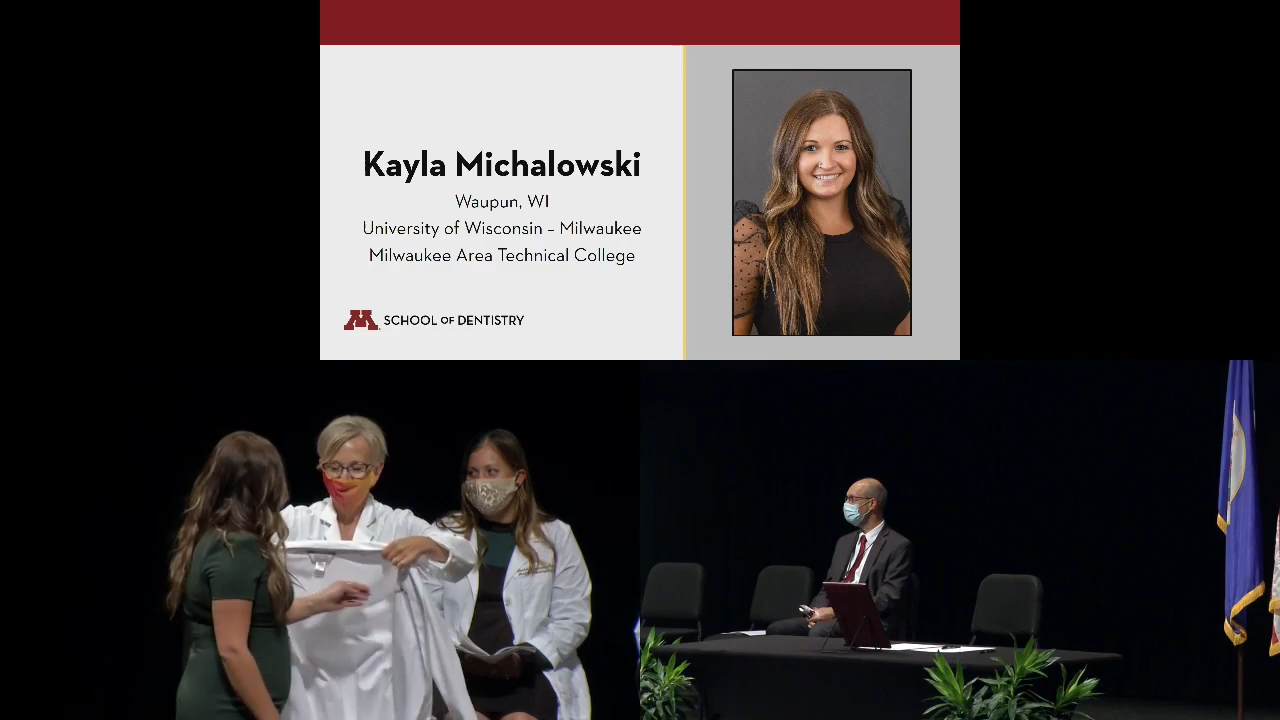 Kayla Michalowski
Waupun, WI
University of Wisconsin – Milwaukee
Milwaukee Area Technical College
M SCHOOL OF DENTISTRY